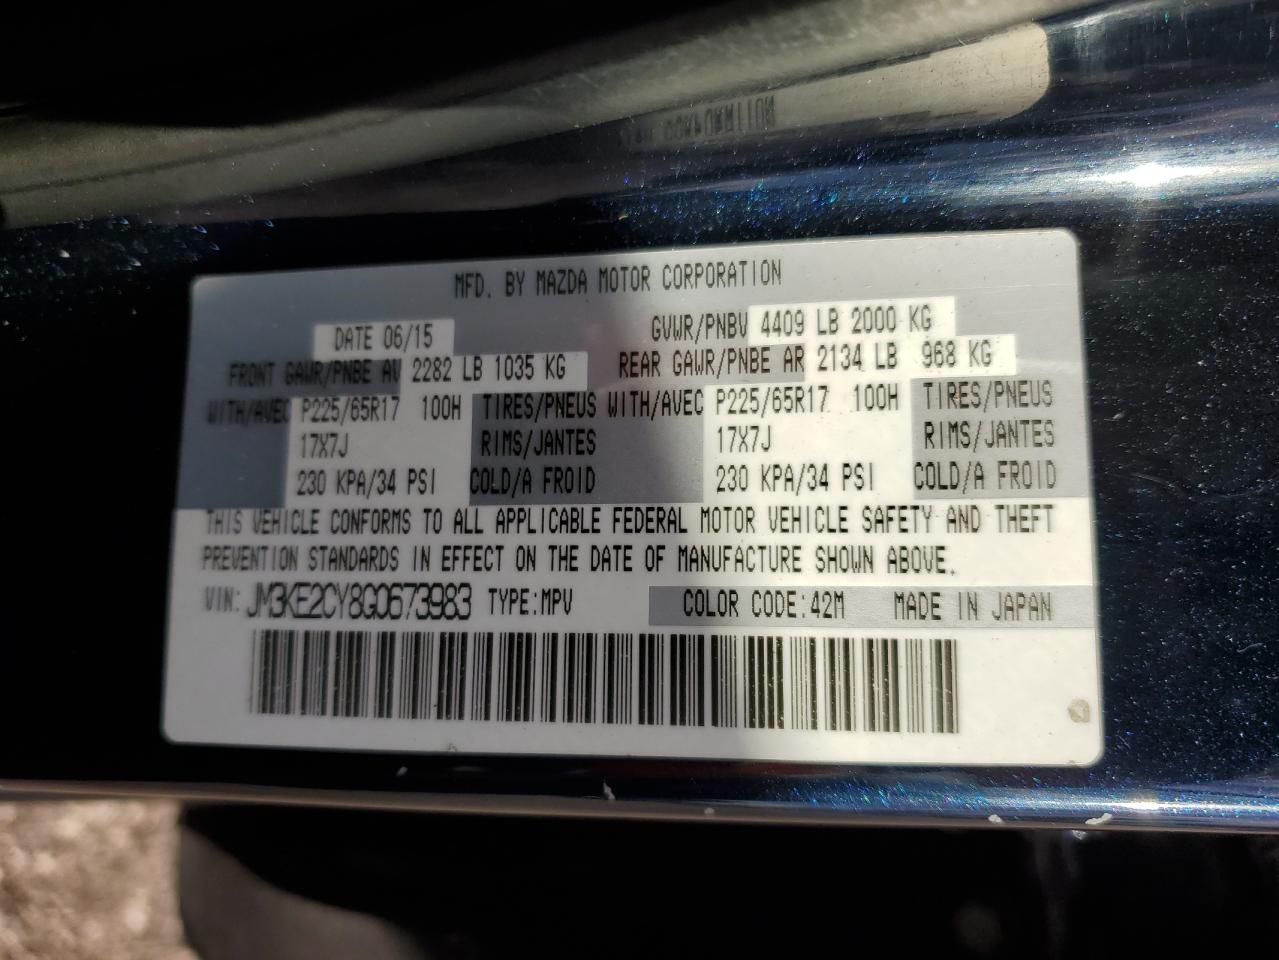 MFD. BY MAZDA MOTOR CORPORATION
DATE 06/15 GVWR/PNBV 4409 LB 2000 KG
FRONT GAWR/PNBE AV 2282 LB 1035 KG REAR GAWR/PNBE AR 2134 LB 968 KG
WITH/AVEC P225/65R17 100H TIRES/PNEUS WITH/AVEC P225/65R17 100H TIRES/PNEUS
17X7J RIMS/JANTES 17X7J RIMS/JANTES
230 KPA/34 PSI COLD/A FROID 230 KPA/34 PSI COLD/A FROID
THIS VEHICLE CONFORMS TO ALL APPLICABLE FEDERAL MOTOR VEHICLE SAFETY AND THEFT
PREVENTION STANDARDS IN EFFECT ON THE DATE OF MANUFACTURE SHOWN ABOVE.
VIN: JM3KE2CY8G0673983 TYPE:MPV COLOR CODE:42M MADE IN JAPAN